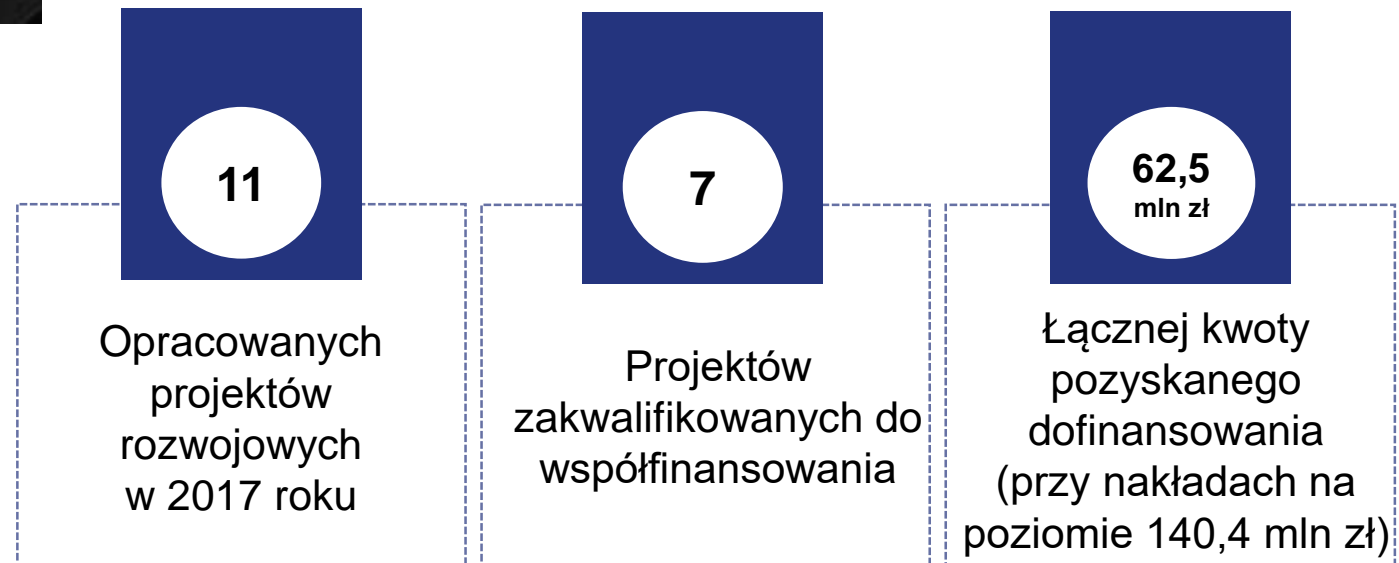 11
Opracowanych
projektów
rozwojowych
w 2017 roku
7
Projektów
zakwalifikowanych do
współfinansowania
62,5
mln zł
Łącznej kwoty
pozyskanego
dofinansowania
(przy nakładach na
poziomie 140,4 mln zł)